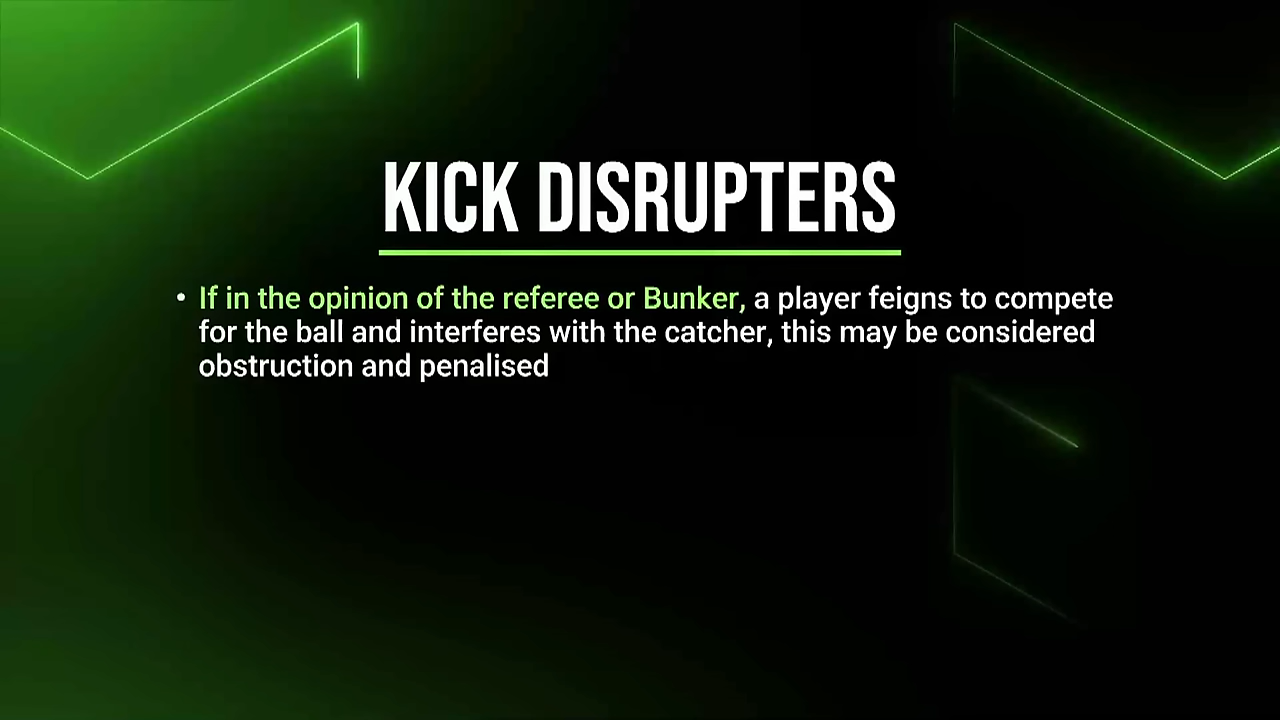 KICK DISRUPTERS
• If in the opinion of the referee or Bunker, a player feigns to compete
for the ball and interferes with the catcher, this may be considered
obstruction and penalised